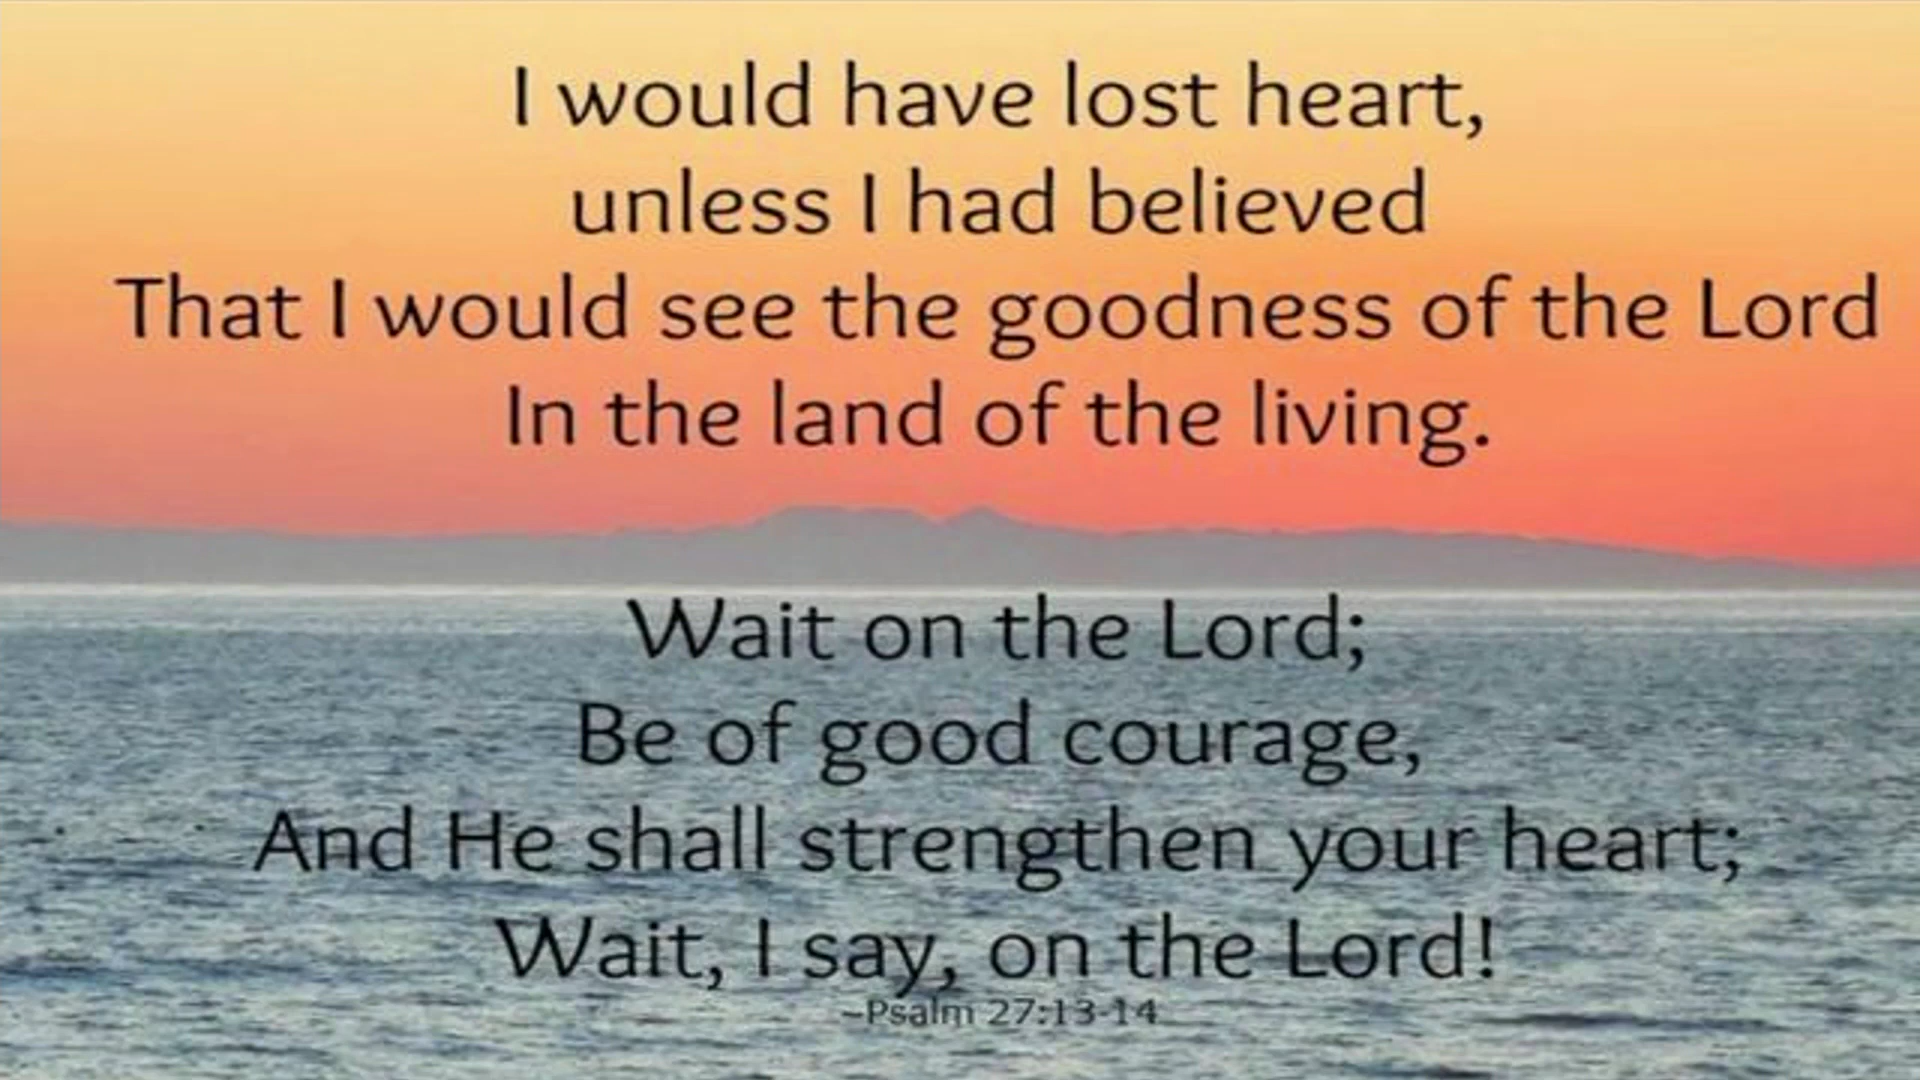 I would have lost heart,
unless I had believed
That I would see the goodness of the Lord
In the land of the living.
Wait on the Lord;
Be of good courage,
And He shall strengthen your heart;
Wait, I say, on the Lord!
~Psalm 27:13-14